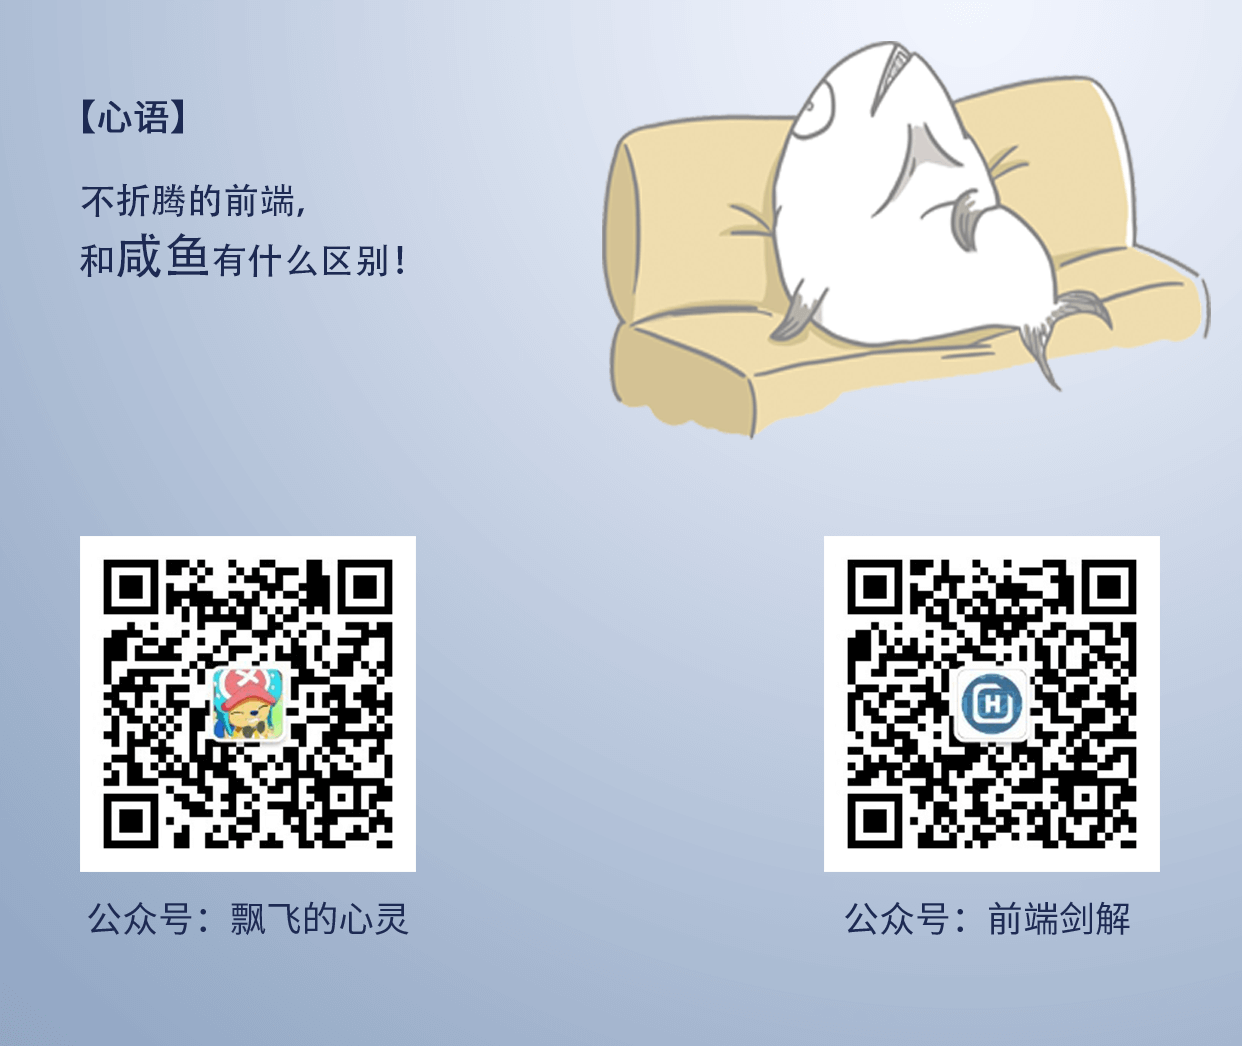 【心语】
不折腾的前端,
和咸鱼有什么区别!
H
公众号：飘飞的心灵
公众号：前端剑解